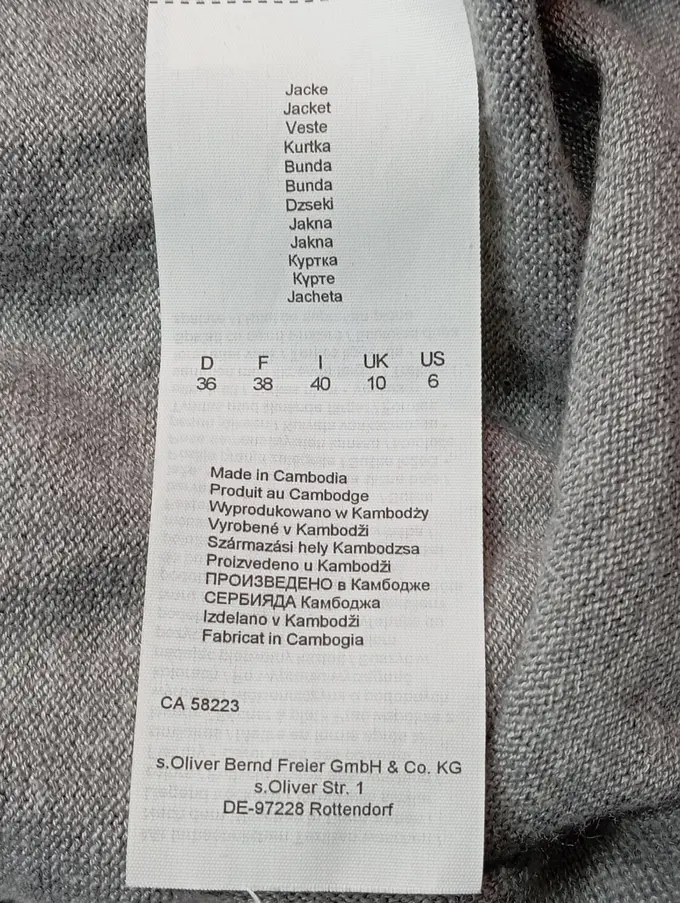 Jacke
Jacket
Veste
Kurtka
Bunda
Bunda
Dzseki
Jakna
Jakna
Куртка
Күрте
Jacheta
D F I UK US
36 38 40 10 6
Made in Cambodia
Produit au Cambodge
Wyprodukowano w Kambodży
Vyrobené v Kambodži
Származási hely Kambodzsa
Proizvedeno u Kambodži
ПРОИЗВЕДЕНО в Камбодже
СЕРБИЯДА Камбоджа
Izdelano v Kambodži
Fabricat in Cambogia
CA 58223
s.Oliver Bernd Freier GmbH & Co. KG
s.Oliver Str. 1
DE-97228 Rottendorf